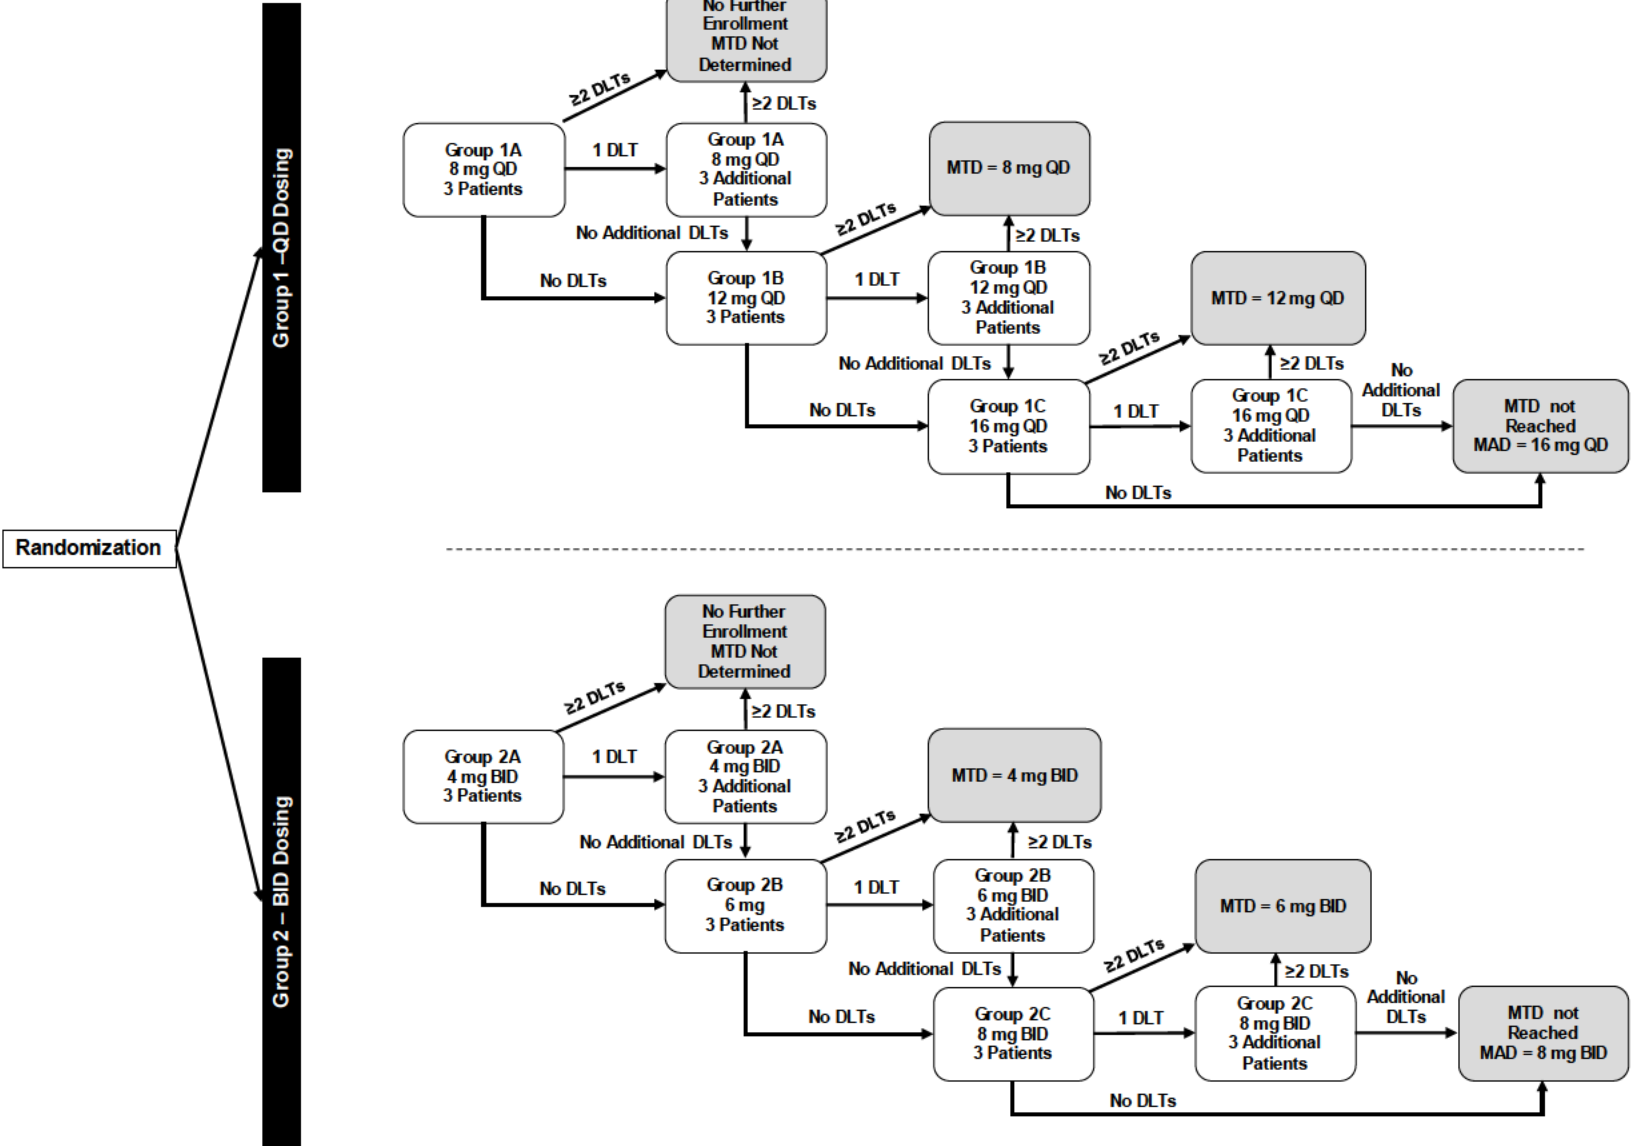 No Further
Enrollment
MTD Not
Determined
≥2 DLTs
≥2 DLTs
Group 1A
8 mg QD
3 Patients
1 DLT
Group 1A
8 mg QD
3 Additional
Patients
MTD = 8 mg QD
No Additional DLTs
≥2 DLTs
≥2 DLTs
No DLTs
Group 1B
12 mg QD
3 Patients
1 DLT
Group 1B
12 mg QD
3 Additional
Patients
MTD = 12 mg QD
No Additional DLTs
≥2 DLTs
≥2 DLTs
No DLTs
Group 1C
16 mg QD
3 Patients
1 DLT
Group 1C
16 mg QD
3 Additional
Patients
No
Additional
DLTs
MTD not
Reached
MAD = 16 mg QD
No DLTs
Group 1 –QD Dosing
Randomization
Group 2 – BID Dosing
No Further
Enrollment
MTD Not
Determined
≥2 DLTs
≥2 DLTs
Group 2A
4 mg BID
3 Patients
1 DLT
Group 2A
4 mg BID
3 Additional
Patients
MTD = 4 mg BID
No Additional DLTs
≥2 DLTs
≥2 DLTs
No DLTs
Group 2B
6 mg
3 Patients
1 DLT
Group 2B
6 mg BID
3 Additional
Patients
MTD = 6 mg BID
No Additional DLTs
≥2 DLTs
≥2 DLTs
No DLTs
Group 2C
8 mg BID
3 Patients
1 DLT
Group 2C
8 mg BID
3 Additional
Patients
No
Additional
DLTs
MTD not
Reached
MAD = 8 mg BID
No DLTs